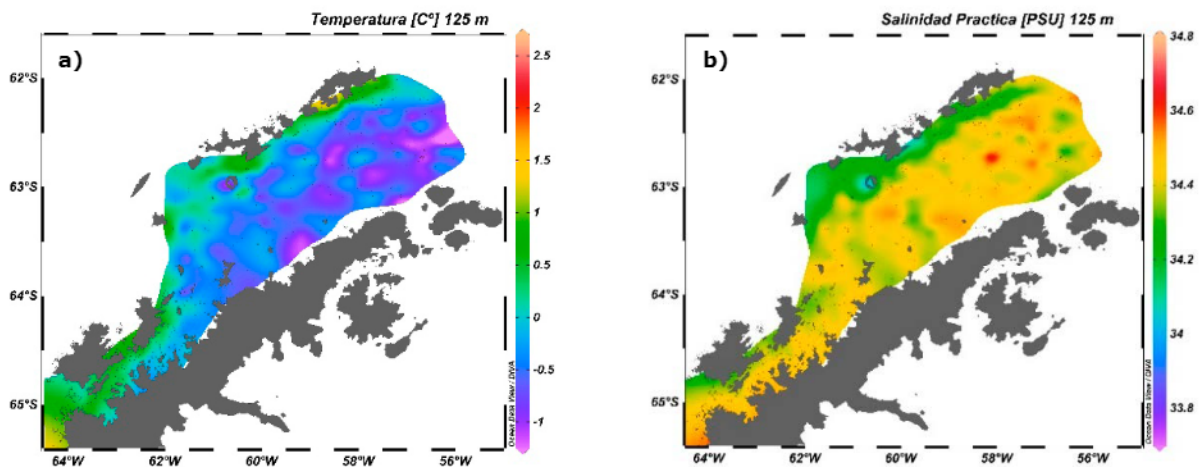 Temperatura [Cº] 125 m
a)
2.5
2
1.5
1
0.5
0
-0.5
-1
62°S
63°S
64°S
65°S
64°W
62°W
60°W
58°W
56°W
Ocean Data View / DIVA
Salinidad Practica [PSU] 125 m
b)
34.8
34.6
34.4
34.2
34
33.8
62°S
63°S
64°S
65°S
64°W
62°W
60°W
58°W
56°W
Ocean Data View / DIVA